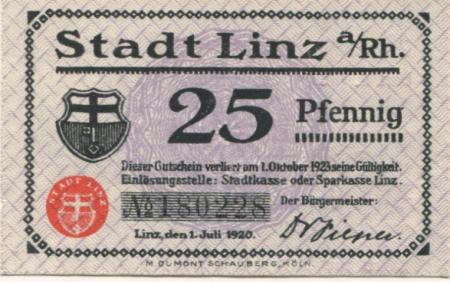 Stadt Linz a/Rh.
25 Pfennig
Dieser Gutschein verliert am 1. Oktober 1923 seine Gültigkeit.
Einlösungsstelle: Stadtkasse oder Sparkasse Linz.
STADT LINZ
№ 180228
Der Bürgermeister:
Linz, den 1. Juli 1920.
M. DUMONT SCHAUBERG, KÖLN.